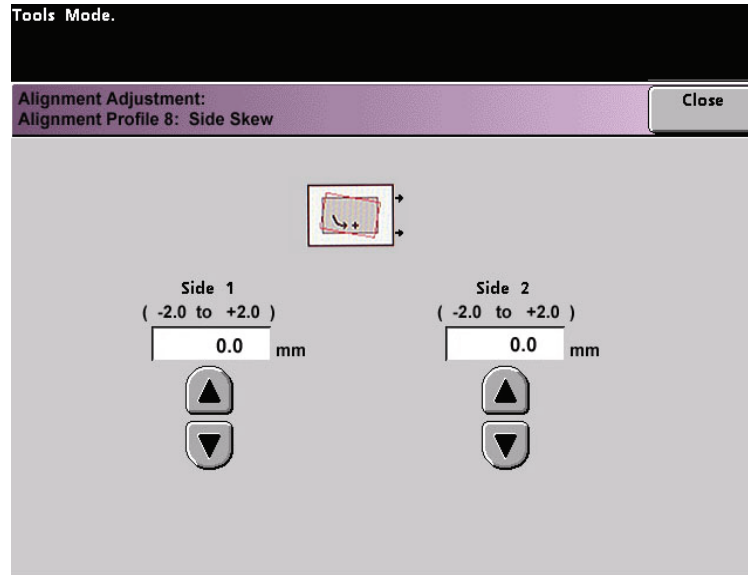 Tools Mode.
Alignment Adjustment:
Close
Alignment Profile 8: Side Skew
Side 1
Side 2
( -2.0 to +2.0 )
( -2.0 to +2.0 )
0.0 mm
0.0 mm